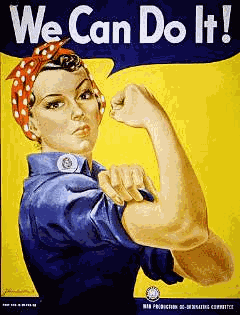 We Can Do It!
WAR PRODUCTION CO-ORDINATING COMMITTEE